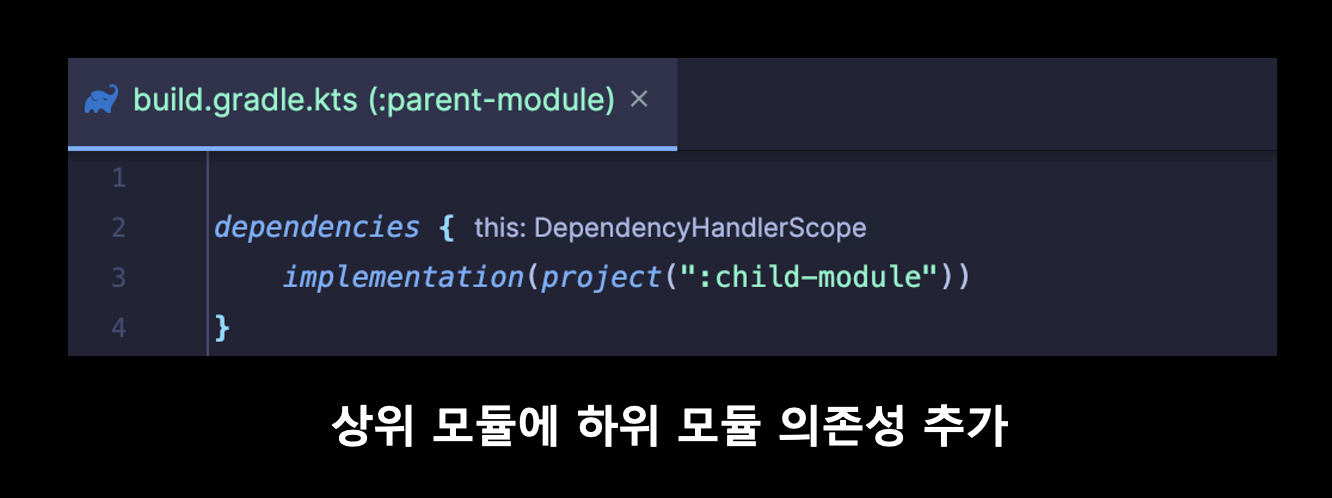 build.gradle.kts (:parent-module) ×
1
2 dependencies { this: DependencyHandlerScope
3 implementation(project(":child-module"))
4 }
상위 모듈에 하위 모듈 의존성 추가